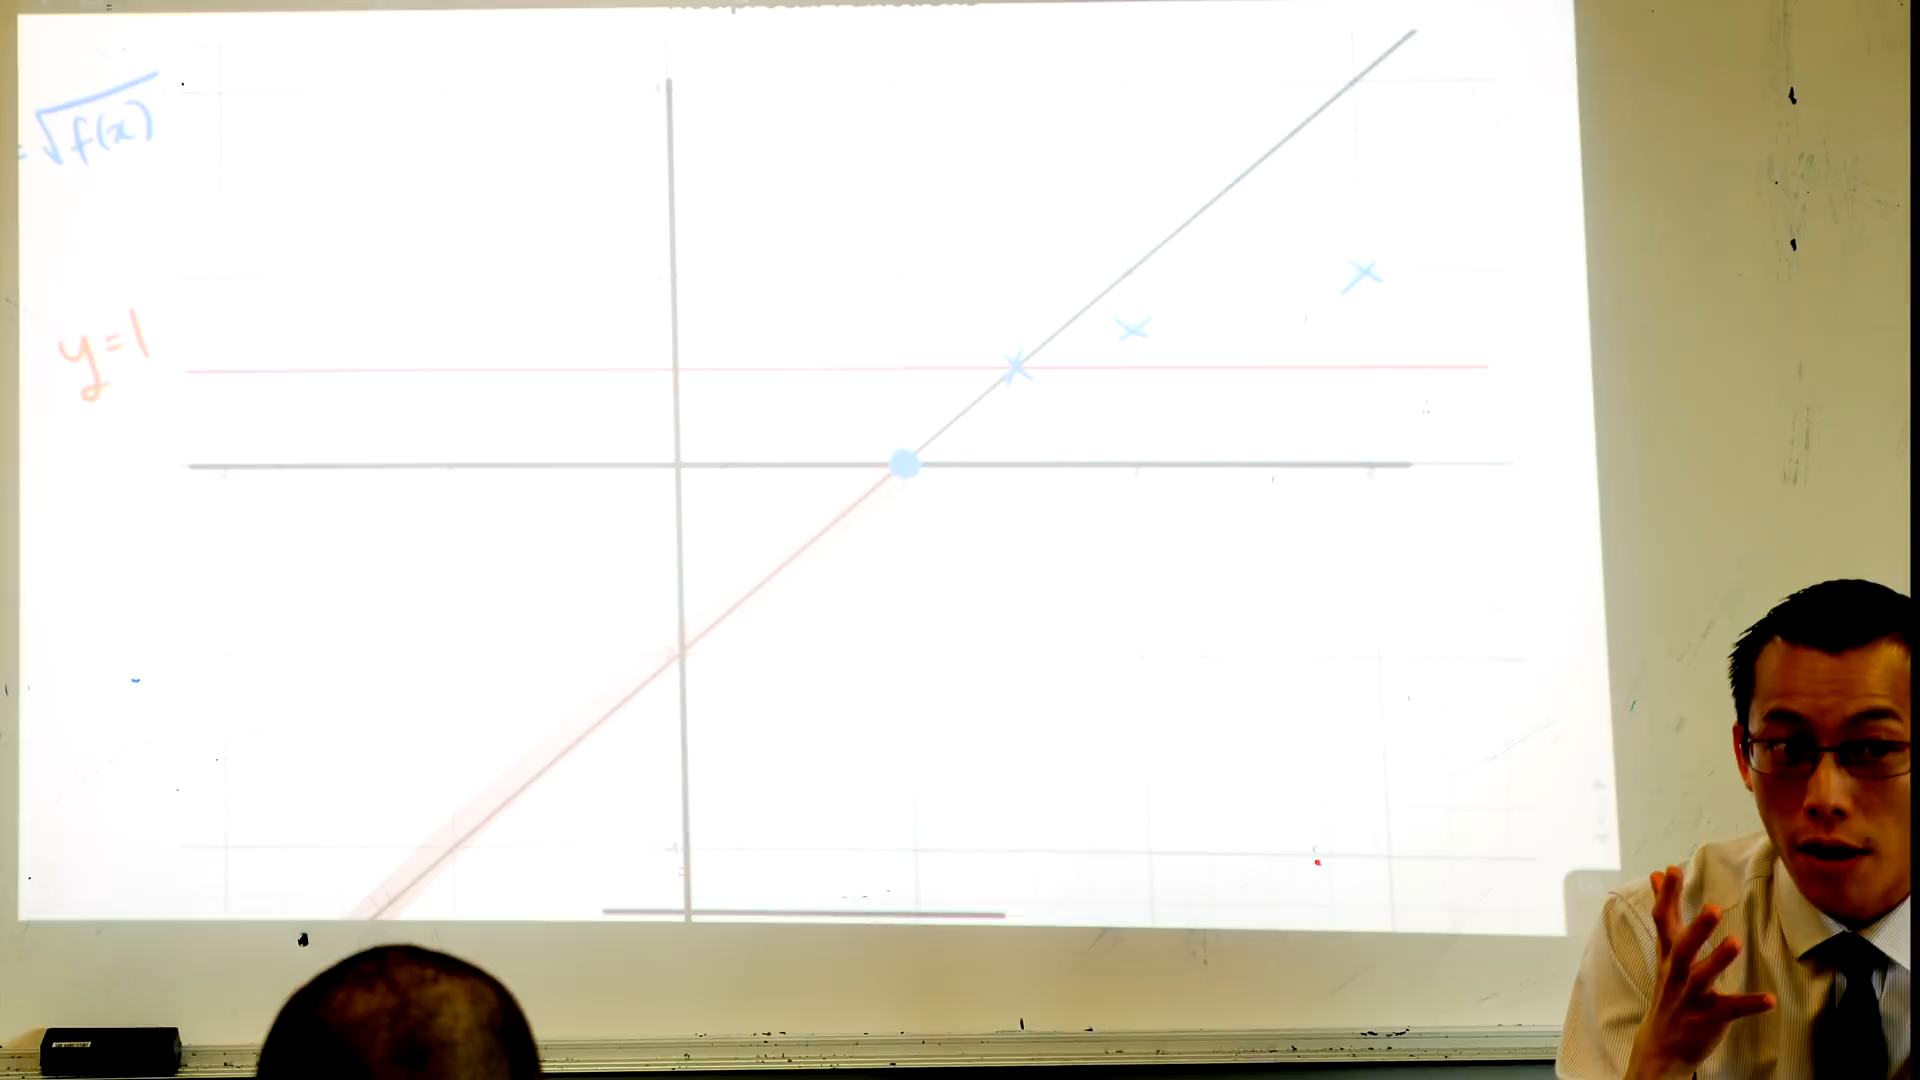 = √f(x)
y=1